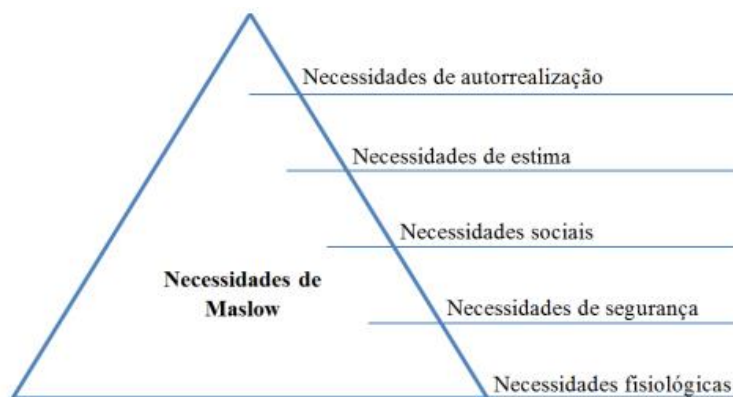 Necessidades de autorrealização
Necessidades de estima
Necessidades sociais
Necessidades de
Maslow
Necessidades de segurança
Necessidades fisiológicas